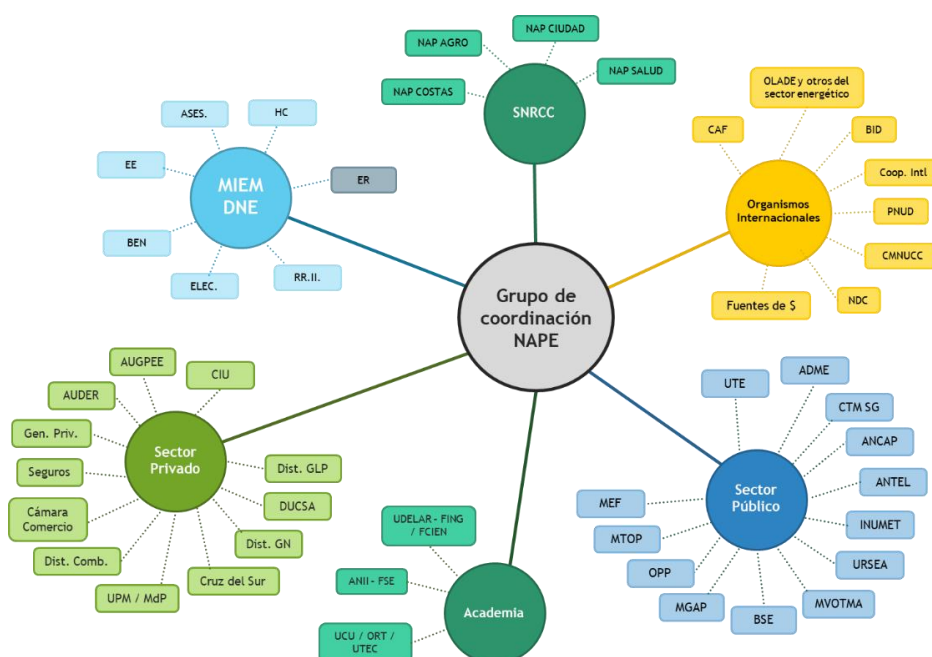 NAP CIUDAD
NAP AGRO
NAP SALUD
NAP COSTAS
SNRCC
ASES.
HC
EE
ER
MIEM
DNE
BEN
ELEC.
RR.II.
OLADE y otros del
sector energético
CAF
BID
Coop. Intl
Organismos
Internacionales
PNUD
CMNUCC
NDC
Fuentes de $
Grupo de
coordinación
NAPE
AUGPEE
CIU
AUDER
Gen. Priv.
Sector
Privado
Seguros
Dist. GLP
Cámara
Comercio
DUCSA
Dist. GN
Dist. Comb.
Cruz del Sur
UPM / MdP
UDELAR - FING
/ FCIEN
ANII - FSE
Academia
UCU / ORT /
UTEC
UTE
ADME
CTM SG
ANCAP
ANTEL
Sector
Público
MEF
INUMET
MTOP
URSEA
OPP
MVOTMA
MGAP
BSE